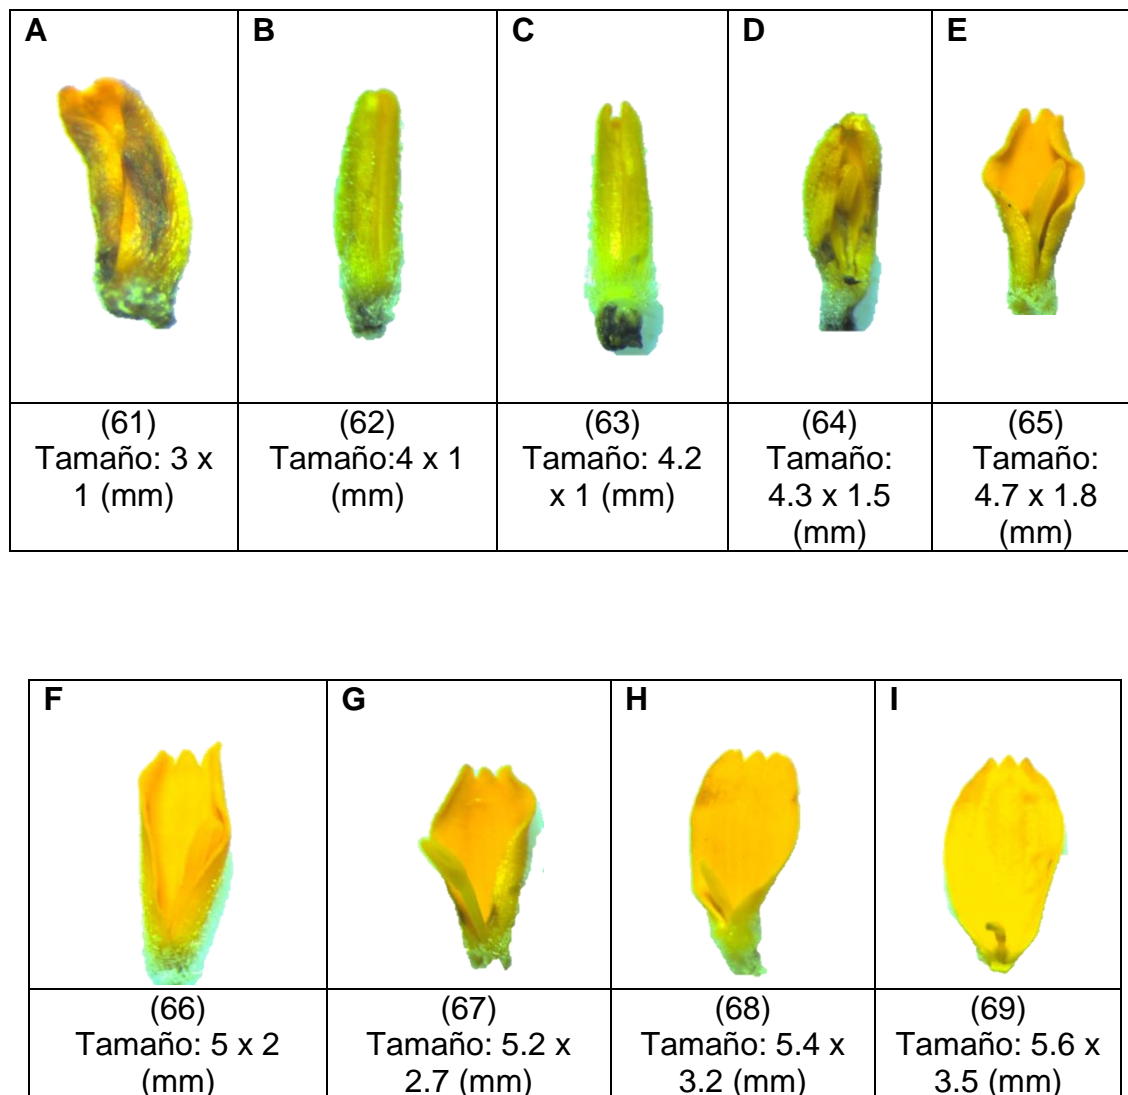 A B C D E
(61) (62) (63) (64) (65)
Tamaño: 3 x Tamaño:4 x 1 Tamaño: 4.2 Tamaño: Tamaño:
1 (mm) (mm) x 1 (mm) 4.3 x 1.5 4.7 x 1.8
(mm) (mm)
F G H I
(66) (67) (68) (69)
Tamaño: 5 x 2 Tamaño: 5.2 x Tamaño: 5.4 x Tamaño: 5.6 x
(mm) 2.7 (mm) 3.2 (mm) 3.5 (mm)